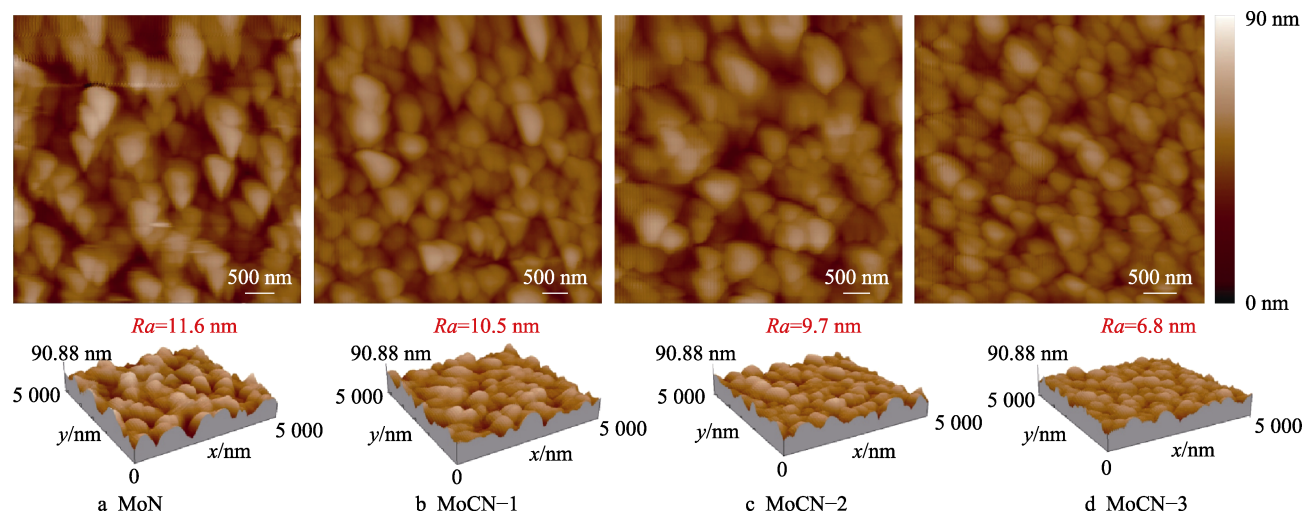 90 nm
500 nm 500 nm 500 nm 500 nm
0 nm
Ra=11.6 nm Ra=10.5 nm Ra=9.7 nm Ra=6.8 nm
90.88 nm 90.88 nm 90.88 nm 90.88 nm
5 000 5 000 5 000 5 000
y/nm x/nm 5 000 y/nm x/nm 5 000 y/nm x/nm 5 000 y/nm x/nm 5 000
0 0 0 0
a MoN b MoCN−1 c MoCN−2 d MoCN−3